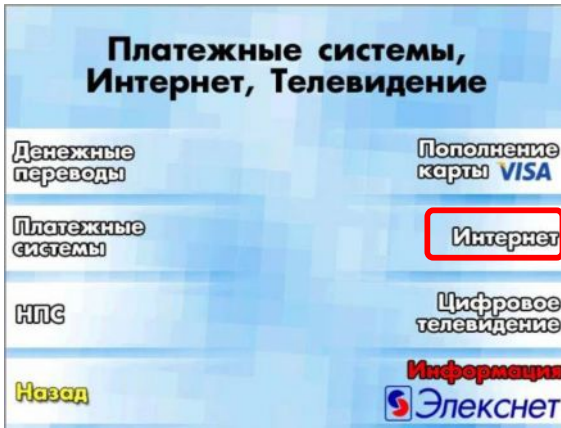 Платежные системы,
Интернет, Телевидение
Денежные
переводы
Пополнение
карты VISA
Платежные
системы
Интернет
НПС
Цифровое
телевидение
Назад
Информация
Элекснет